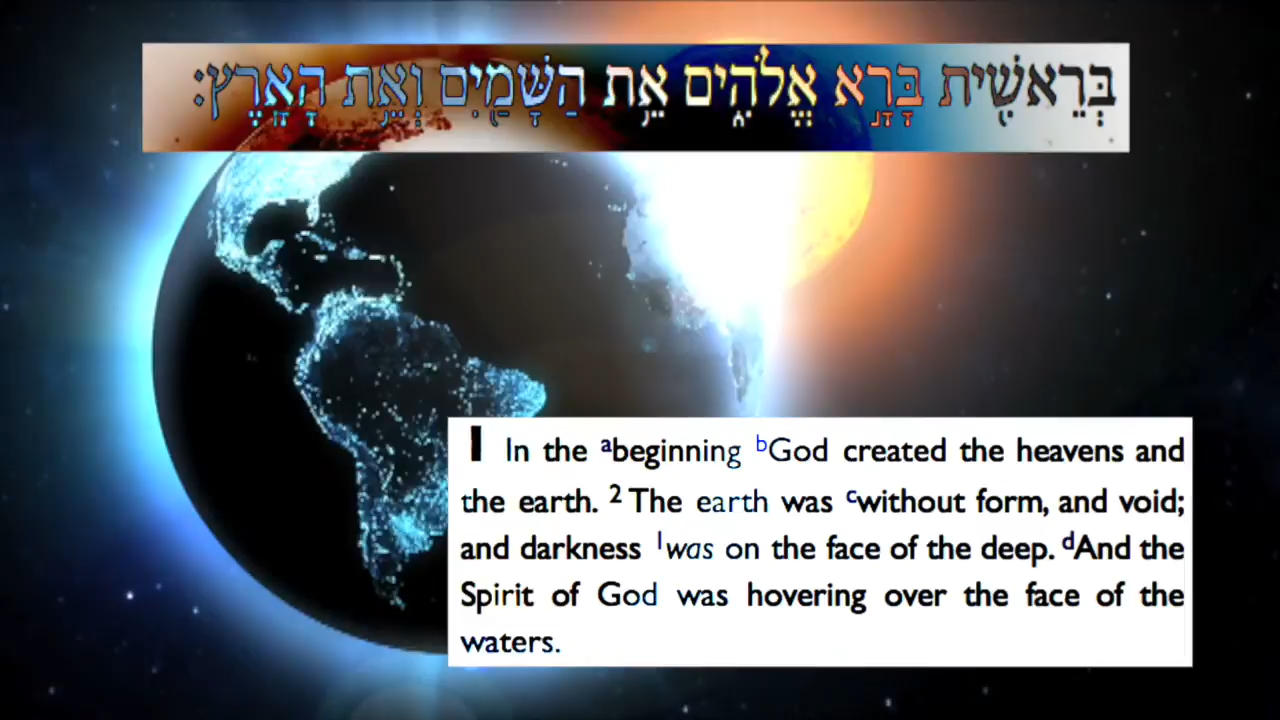 בְּרֵאשִׁ֖ית בָּרָ֣א אֱלֹהִ֑ים אֵ֥ת הַשָּׁמַ֖יִם וְאֵ֥ת הָאָֽרֶץ׃
1 In the ᵃbeginning ᵇGod created the heavens and
the earth. ² The earth was ᶜwithout form, and void;
and darkness ¹was on the face of the deep. ᵈAnd the
Spirit of God was hovering over the face of the
waters.